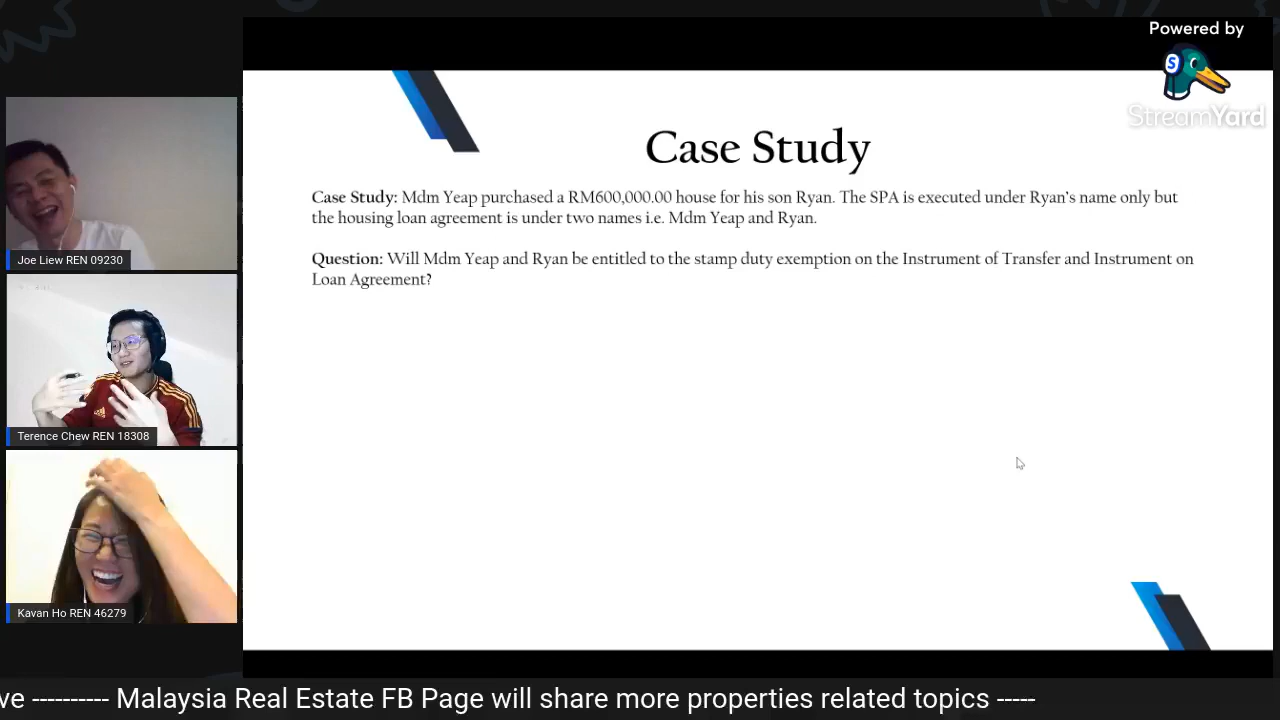 Powered by
StreamYard
Case Study
Case Study: Mdm Yeap purchased a RM600,000.00 house for his son Ryan. The SPA is executed under Ryan's name only but
the housing loan agreement is under two names i.e. Mdm Yeap and Ryan.
Question: Will Mdm Yeap and Ryan be entitled to the stamp duty exemption on the Instrument of Transfer and Instrument on
Loan Agreement?
Joe Liew REN 09230
Terence Chew REN 18308
Kavan Ho REN 46279
ve ---------- Malaysia Real Estate FB Page will share more properties related topics -----